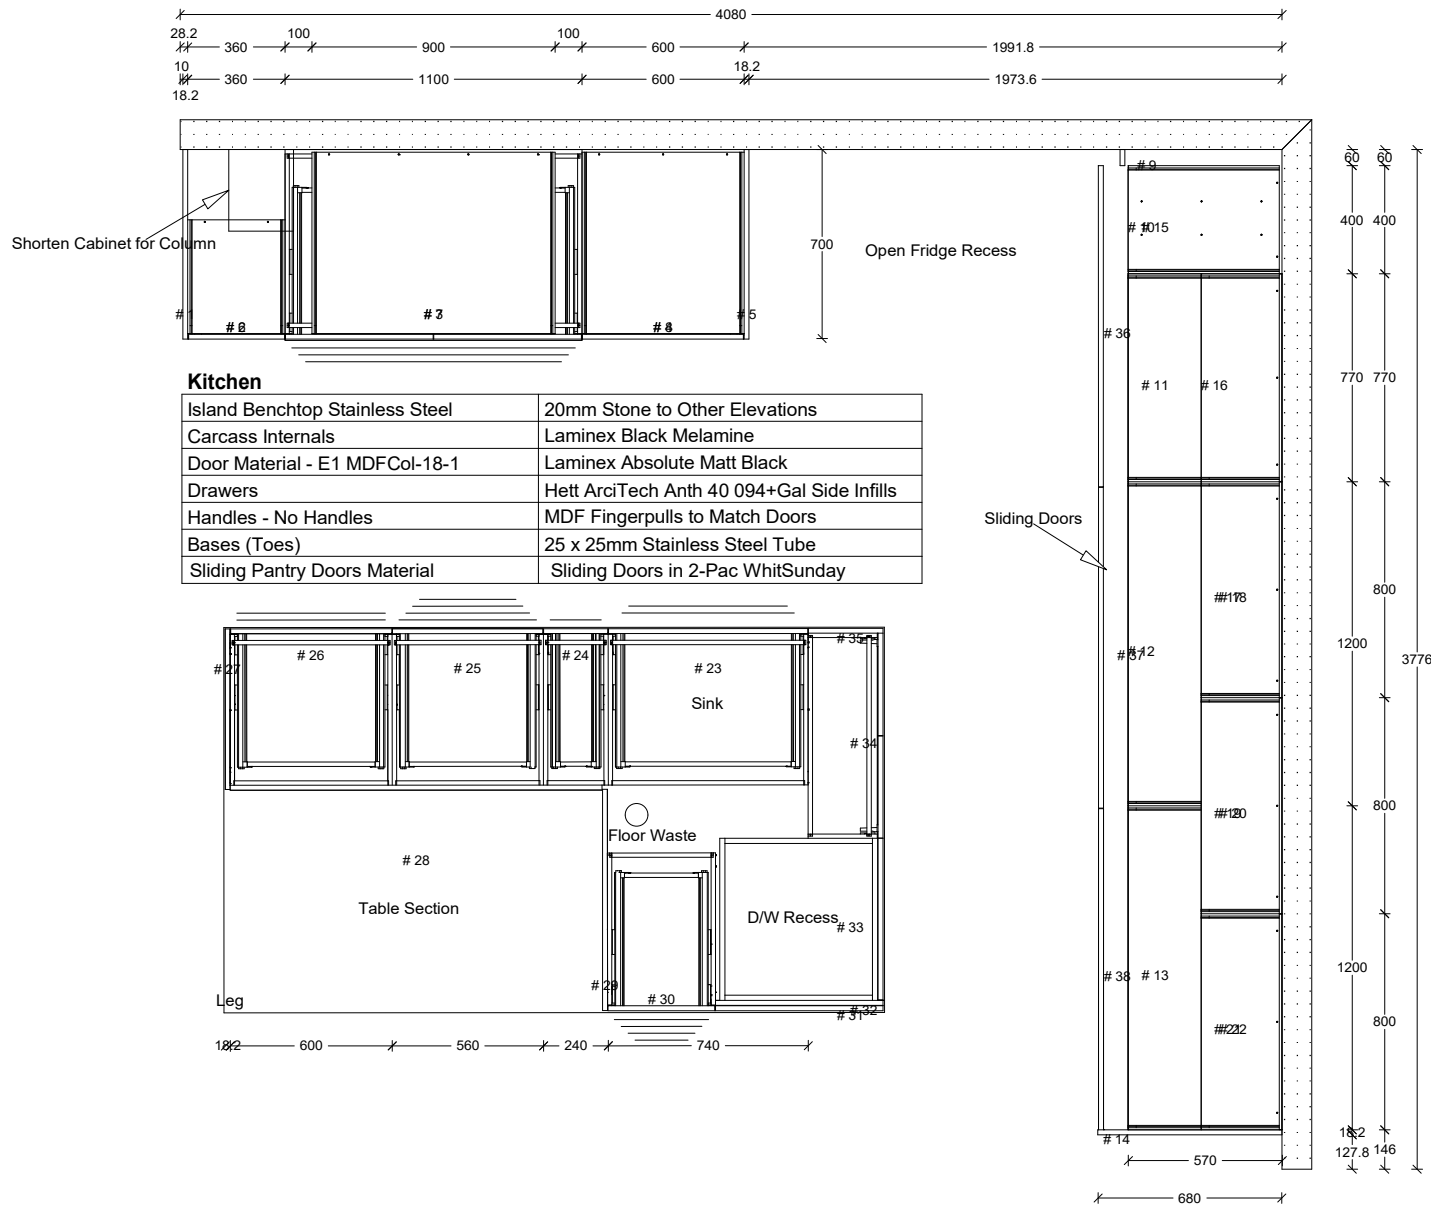 4080
28.2 360 100 900 100 600 1991.8
10 360 1100 600 18.2 1973.6
18.2
Shorten Cabinet for Column
700
Open Fridge Recess
# 1
# 5
# 9
# 36
# 11
# 16
Sliding Doors
# 12
# 38
# 13
# 14
60 60
400 400
770 770
800
1200
3776
800
1200
800
18.2
127.8 146
570
680
Kitchen
Island Benchtop Stainless Steel 20mm Stone to Other Elevations
Carcass Internals Laminex Black Melamine
Door Material - E1 MDFCol-18-1 Laminex Absolute Matt Black
Drawers Hett ArciTech Anth 40 094+Gal Side Infills
Handles - No Handles MDF Fingerpulls to Match Doors
Bases (Toes) 25 x 25mm Stainless Steel Tube
Sliding Pantry Doors Material Sliding Doors in 2-Pac WhitSunday
# 27 # 26 # 25 # 24 # 23 # 35
Sink
# 34
Floor Waste
# 28
Table Section
D/W Recess
# 33
# 29
# 30
Leg
# 32
# 31
18.2 600 560 240 740